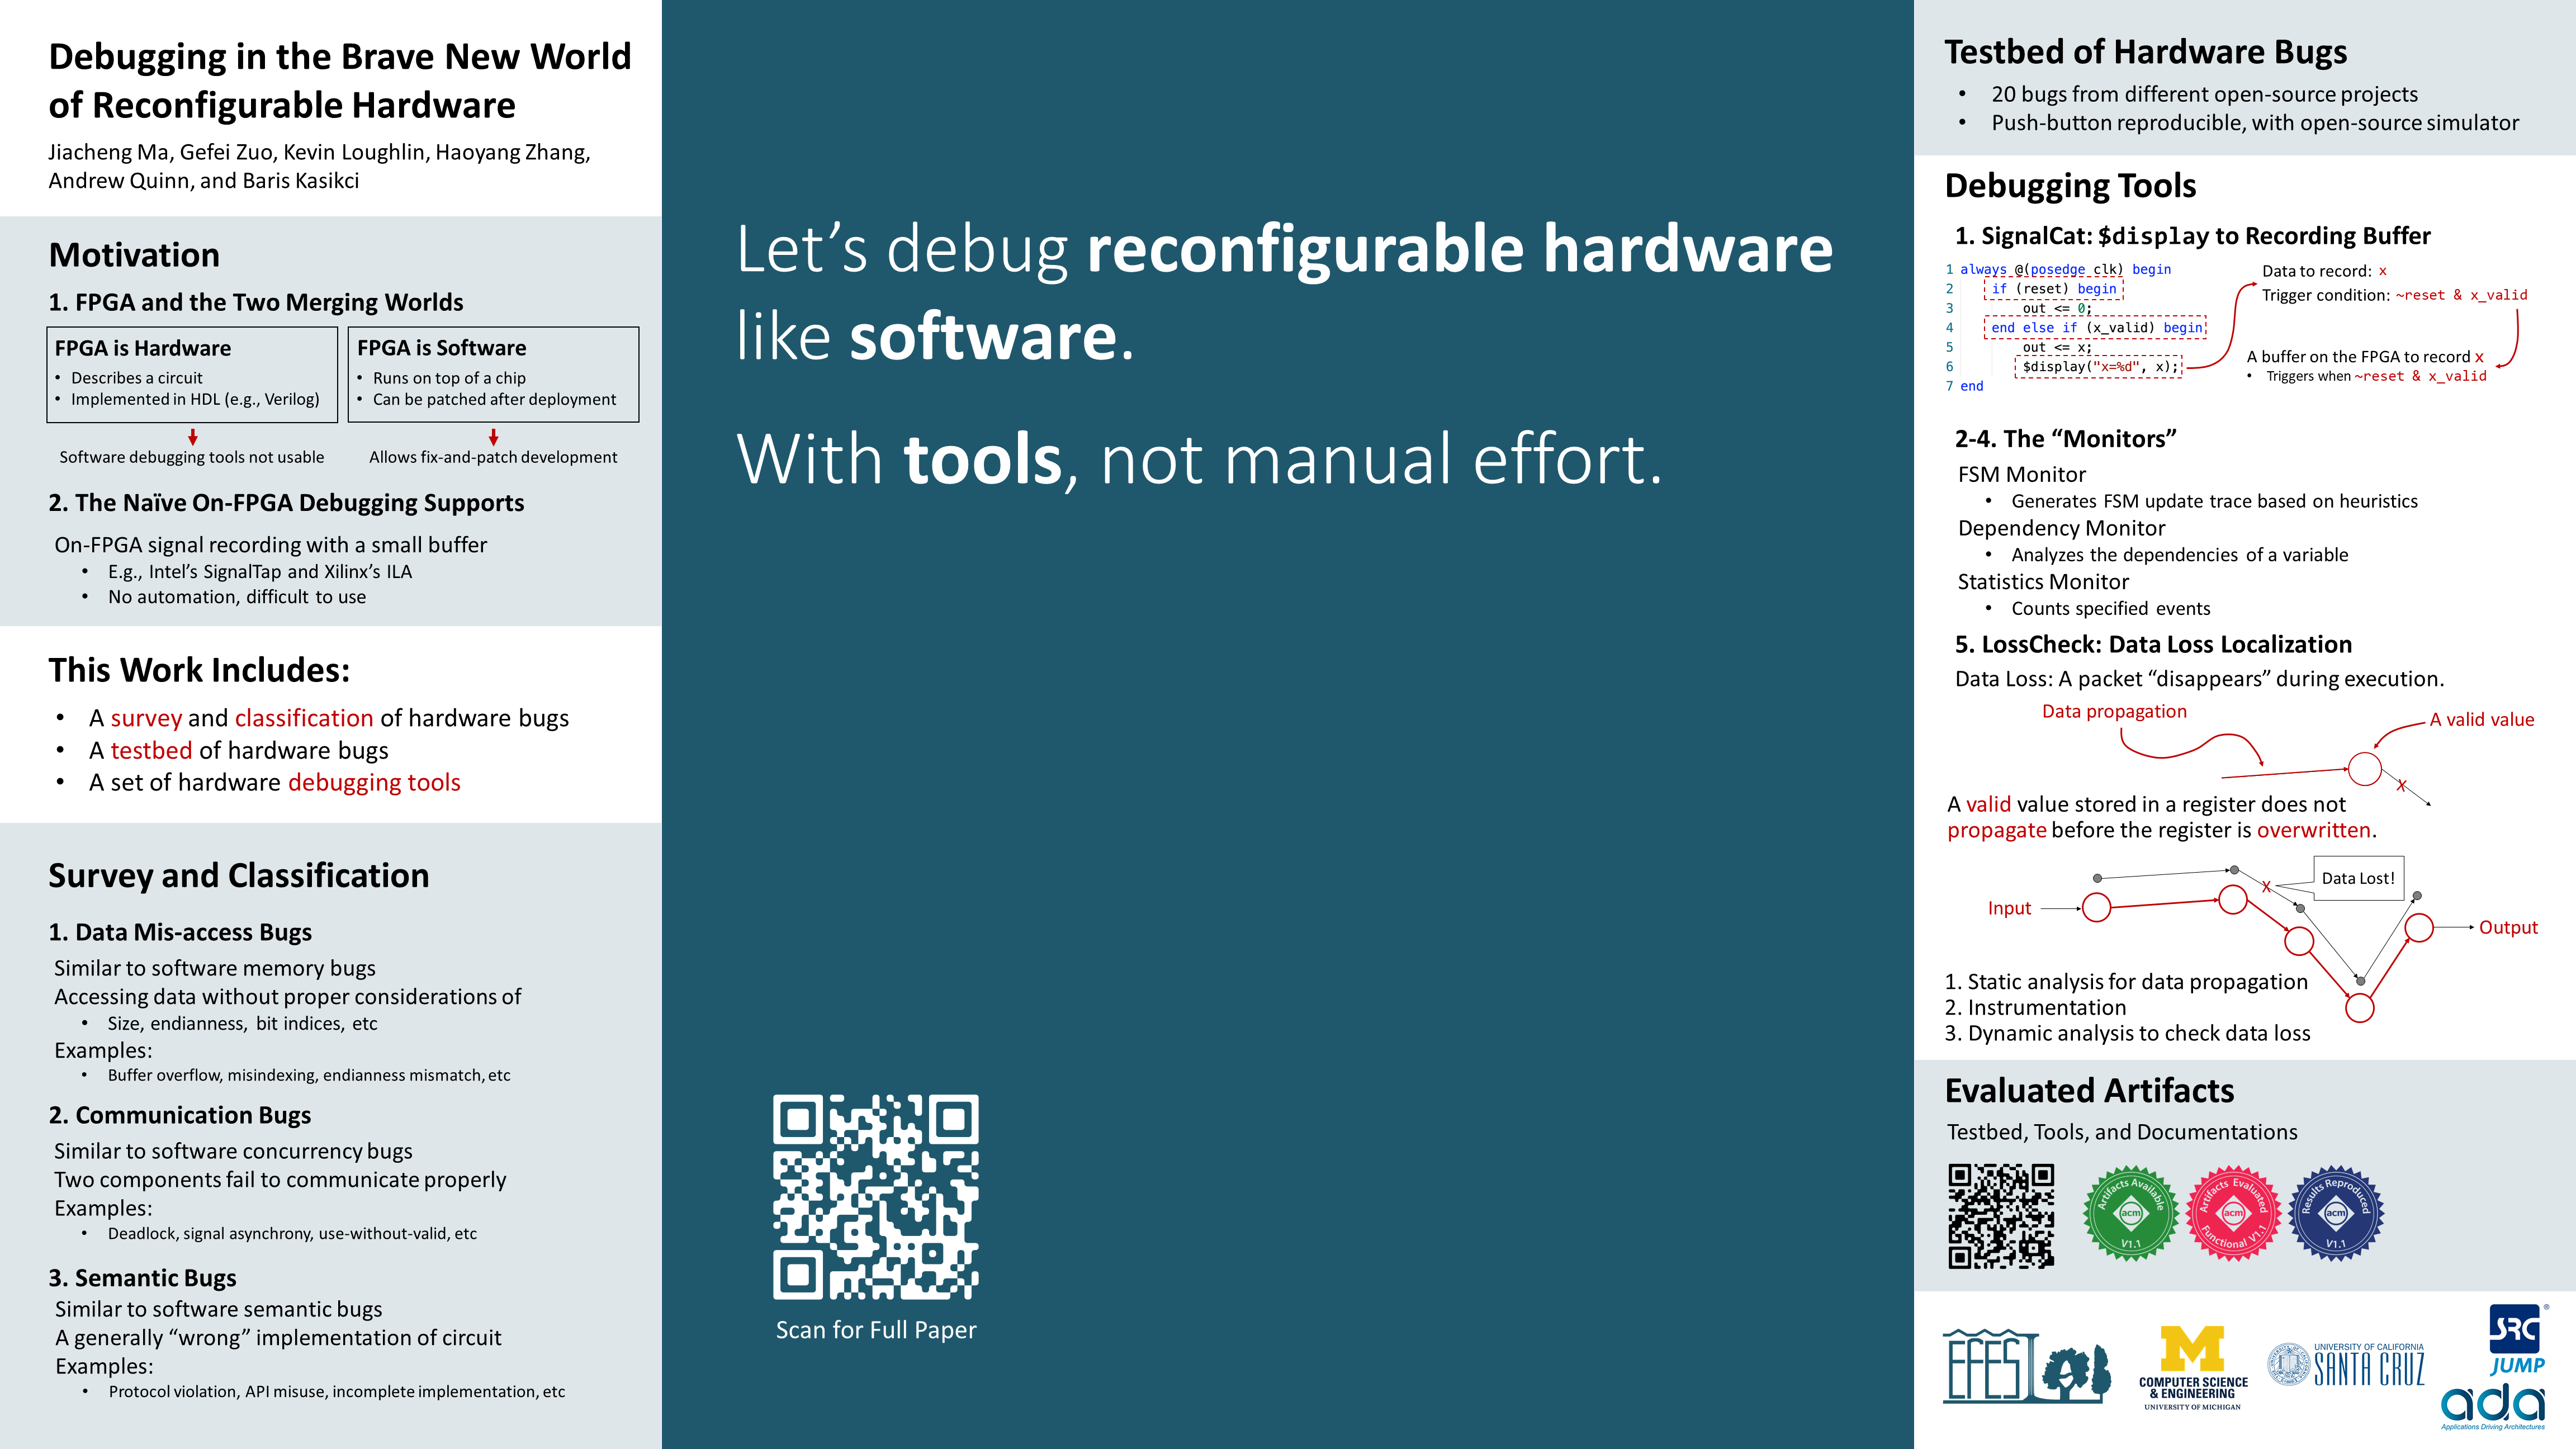 Debugging in the Brave New World
of Reconfigurable Hardware
Jiacheng Ma, Gefei Zuo, Kevin Loughlin, Haoyang Zhang,
Andrew Quinn, and Baris Kasikci
Motivation
1. FPGA and the Two Merging Worlds
FPGA is Hardware
• Describes a circuit
• Implemented in HDL (e.g., Verilog)
Software debugging tools not usable
FPGA is Software
• Runs on top of a chip
• Can be patched after deployment
Allows fix-and-patch development
2. The Naïve On-FPGA Debugging Supports
On-FPGA signal recording with a small buffer
• E.g., Intel’s SignalTap and Xilinx’s ILA
• No automation, difficult to use
This Work Includes:
• A survey and classification of hardware bugs
• A testbed of hardware bugs
• A set of hardware debugging tools
Survey and Classification
1. Data Mis-access Bugs
Similar to software memory bugs
Accessing data without proper considerations of
• Size, endianness, bit indices, etc
Examples:
• Buffer overflow, misindexing, endianness mismatch, etc
2. Communication Bugs
Similar to software concurrency bugs
Two components fail to communicate properly
Examples:
• Deadlock, signal asynchrony, use-without-valid, etc
3. Semantic Bugs
Similar to software semantic bugs
A generally “wrong” implementation of circuit
Examples:
• Protocol violation, API misuse, incomplete implementation, etc
Let’s debug reconfigurable hardware
like software.
With tools, not manual effort.
Scan for Full Paper
Testbed of Hardware Bugs
• 20 bugs from different open-source projects
• Push-button reproducible, with open-source simulator
Debugging Tools
1. SignalCat: $display to Recording Buffer
1 always @(posedge clk) begin
2 if (reset) begin
3 out <= 0;
4 end else if (x_valid) begin
5 out <= x;
6 $display("x=%d", x);
7 end
Data to record: x
Trigger condition: ~reset & x_valid
A buffer on the FPGA to record x
• Triggers when ~reset & x_valid
2-4. The “Monitors”
FSM Monitor
• Generates FSM update trace based on heuristics
Dependency Monitor
• Analyzes the dependencies of a variable
Statistics Monitor
• Counts specified events
5. LossCheck: Data Loss Localization
Data Loss: A packet “disappears” during execution.
Data propagation
A valid value
X
A valid value stored in a register does not
propagate before the register is overwritten.
X
Data Lost!
Input
Output
1. Static analysis for data propagation
2. Instrumentation
3. Dynamic analysis to check data loss
Evaluated Artifacts
Testbed, Tools, and Documentations
Artifacts Available
acm
V1.1
Artifacts Evaluated
acm
Functional V1.1
Results Reproduced
acm
V1.1
EFESLAB
M
COMPUTER SCIENCE
& ENGINEERING
UNIVERSITY OF MICHIGAN
UNIVERSITY OF CALIFORNIA
SANTA CRUZ
SRC
®
JUMP
ada
Applications Driving Architectures